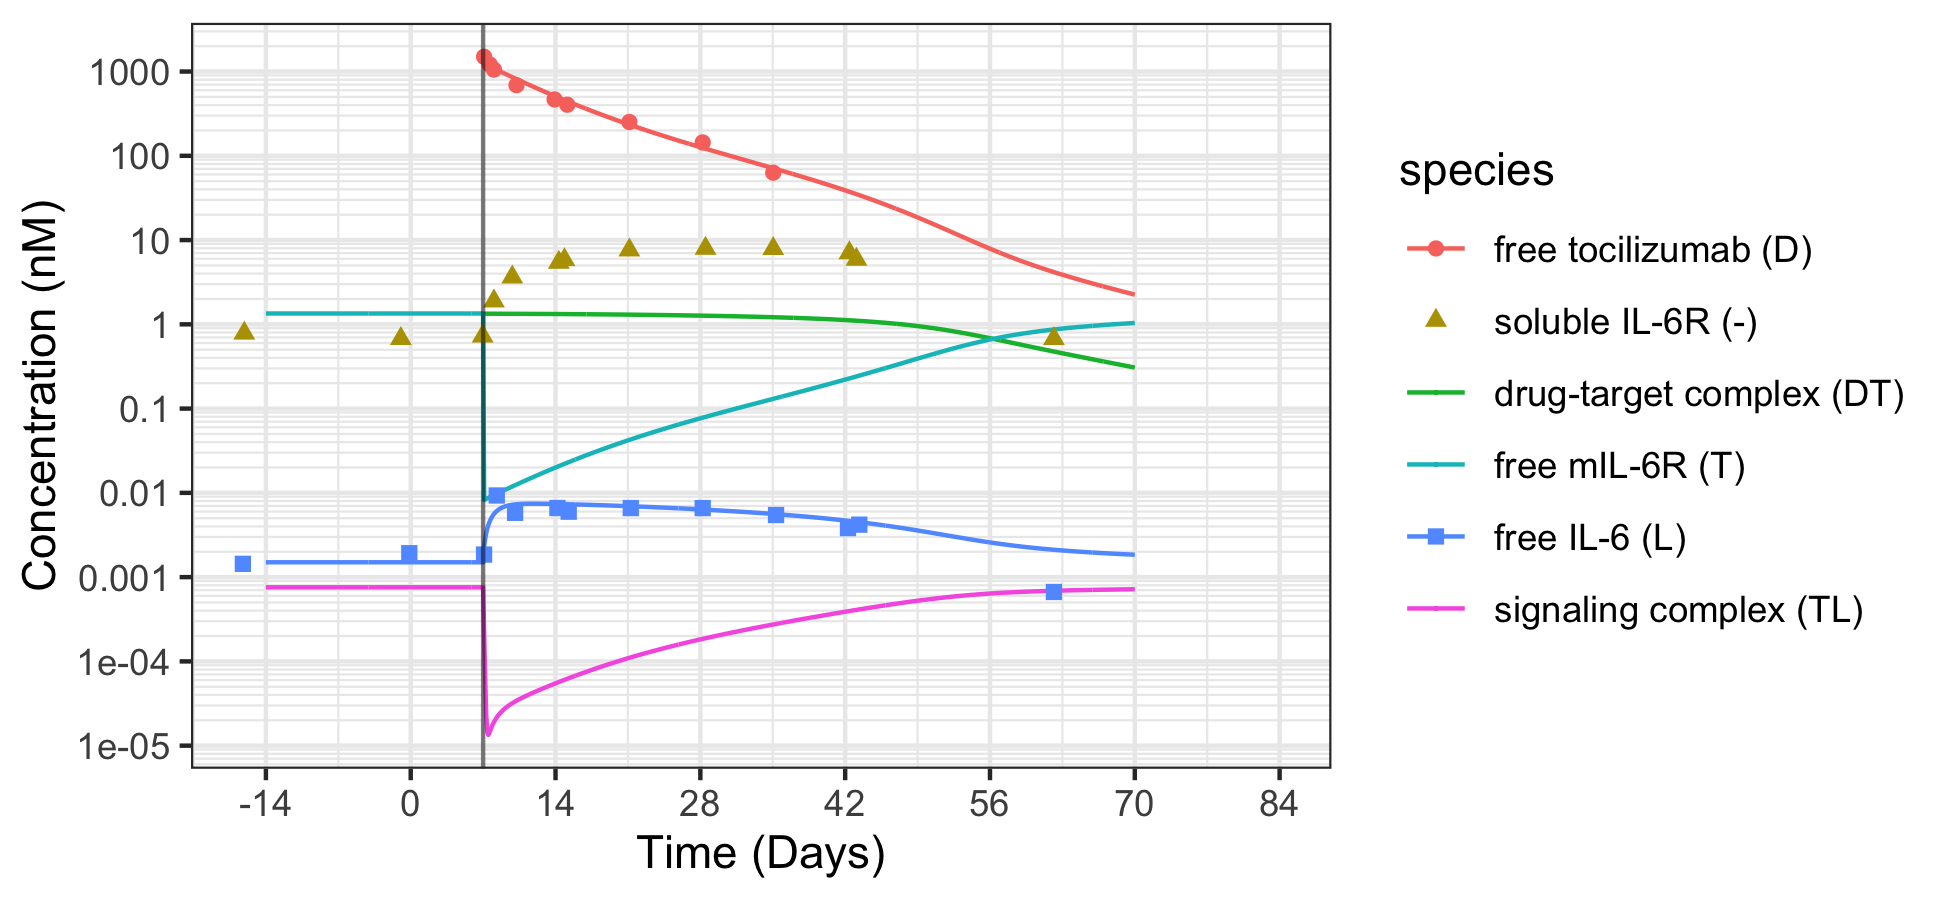 Concentration (nM)
1000
100
10
1
0.1
0.01
0.001
1e-04
1e-05
-14 0 14 28 42 56 70 84
Time (Days)
species
free tocilizumab (D)
soluble IL-6R (-)
drug-target complex (DT)
free mIL-6R (T)
free IL-6 (L)
signaling complex (TL)